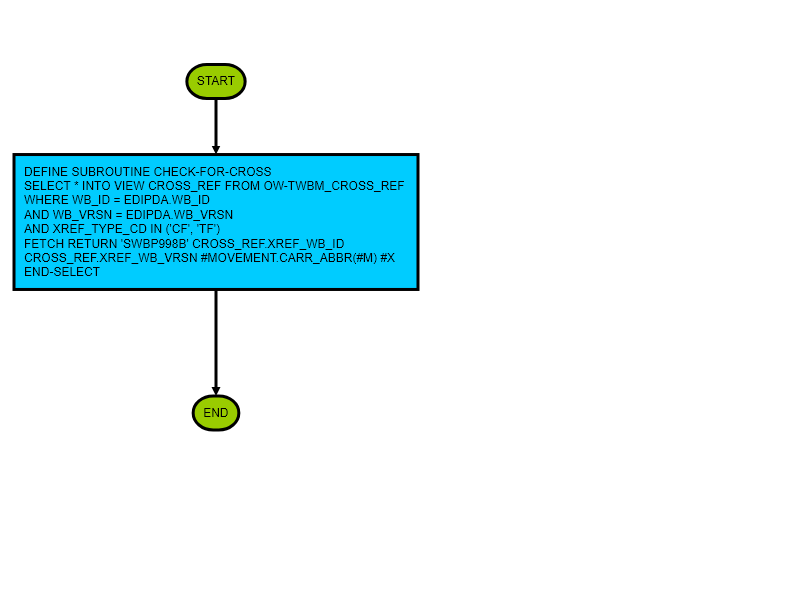 START
DEFINE SUBROUTINE CHECK-FOR-CROSS
SELECT * INTO VIEW CROSS_REF FROM OW-TWBM_CROSS_REF
WHERE WB_ID = EDIPDA.WB_ID
AND WB_VRSN = EDIPDA.WB_VRSN
AND XREF_TYPE_CD IN ('CF', 'TF')
FETCH RETURN 'SWBP998B' CROSS_REF.XREF_WB_ID
CROSS_REF.XREF_WB_VRSN #MOVEMENT.CARR_ABBR(#M) #X
END-SELECT
END